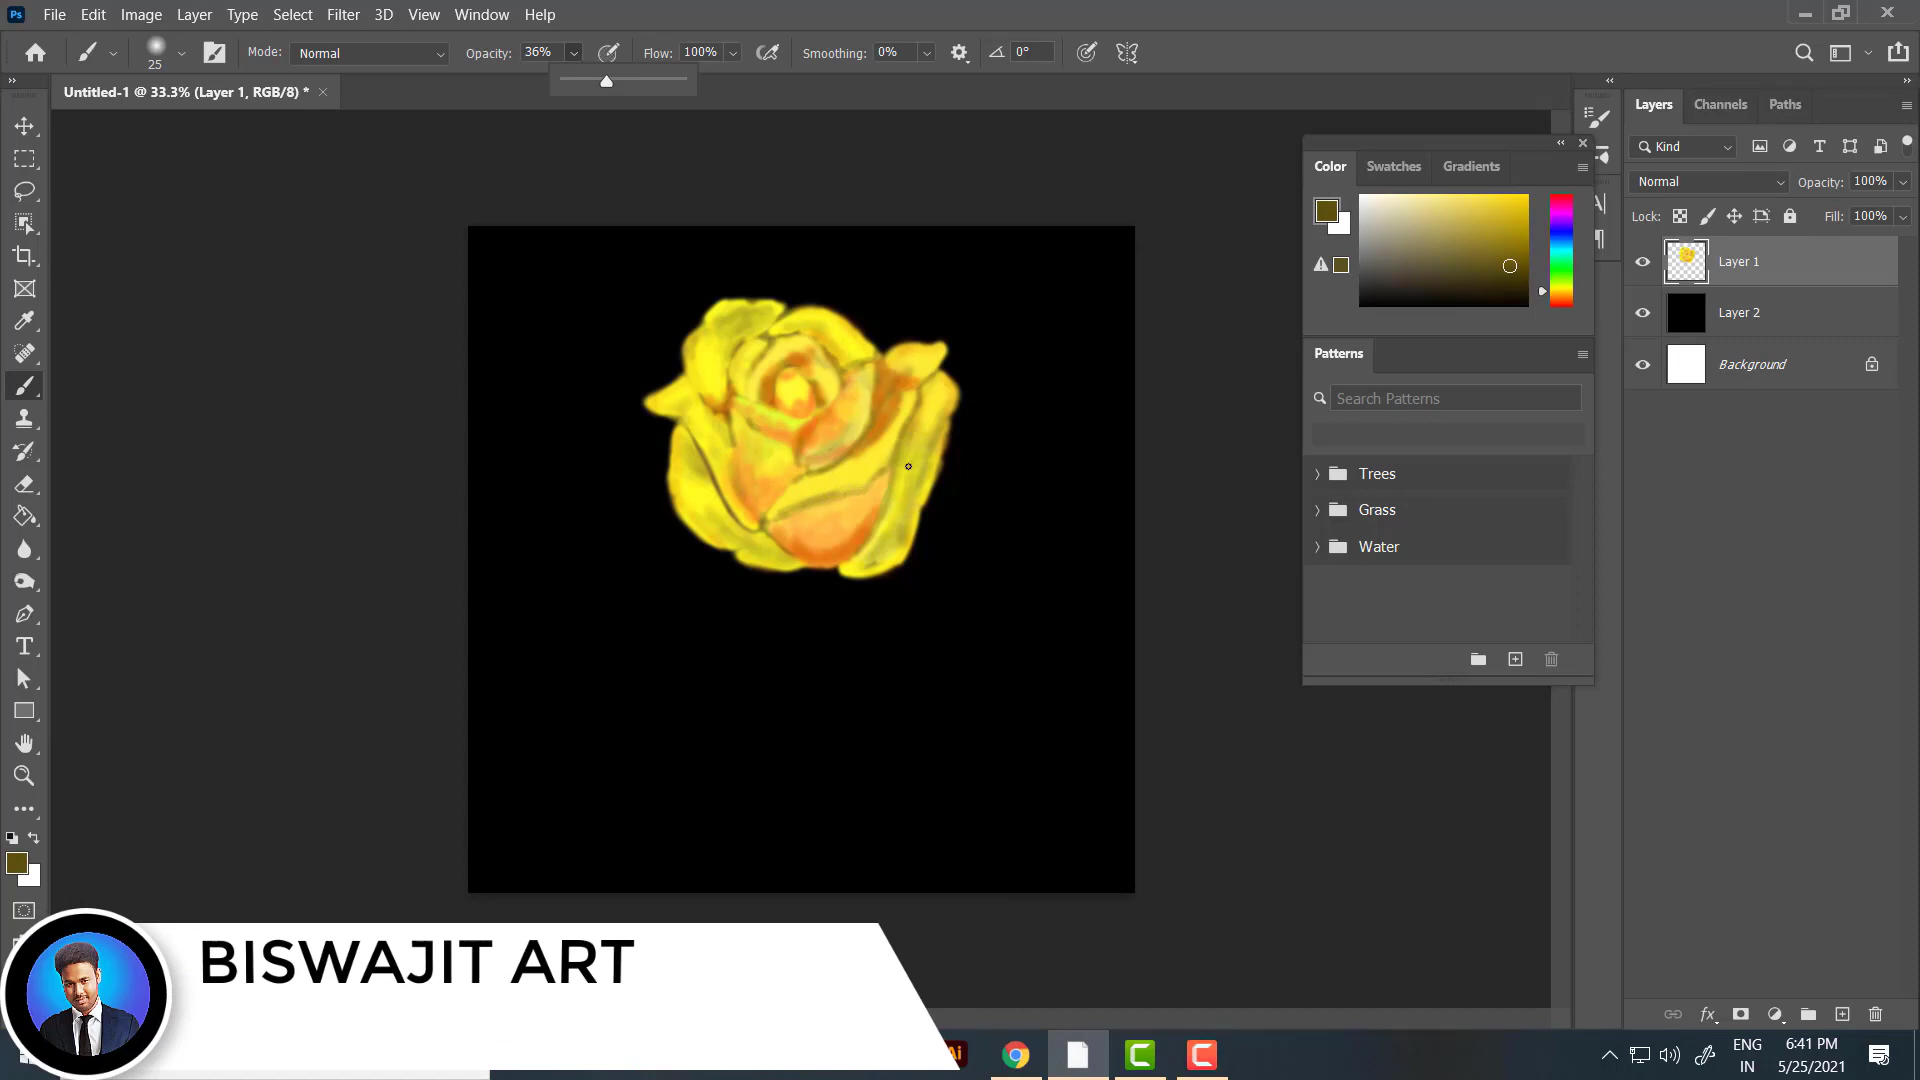 Ps File Edit Image Layer Type Select Filter 3D View Window Help
25 Mode: Normal Opacity: 36% Flow: 100% Smoothing: 0% 0°
Untitled-1 @ 33.3% (Layer 1, RGB/8) *
Layers Channels Paths
Kind
Color Swatches Gradients
Normal Opacity: 100%
Lock: Fill: 100%
Layer 1
Layer 2
Background
Patterns
Search Patterns
Trees
Grass
Water
BISWAJIT ART
Ai
ENG
IN
6:41 PM
5/25/2021